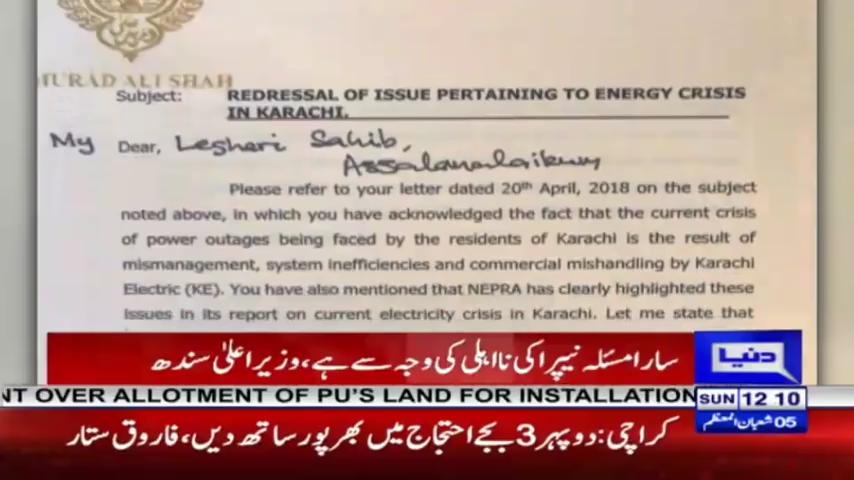 MURAD ALI SHAH
Subject: REDRESSAL OF ISSUE PERTAINING TO ENERGY CRISIS
IN KARACHI.
My Dear, Leghari Sahib,
Assalamalaikum
Please refer to your letter dated 20th April, 2018 on the subject
noted above, in which you have acknowledged the fact that the current crisis
of power outages being faced by the residents of Karachi is the result of
mismanagement, system inefficiencies and commercial mishandling by Karachi
Electric (KE). You have also mentioned that NEPRA has clearly highlighted these
issues in its report on current electricity crisis in Karachi. Let me state that
سارا مسئلہ نیپرا کی نااہلی کی وجہ سے ہے، وزیراعلیٰ سندھ
دنیا
NT OVER ALLOTMENT OF PU'S LAND FOR INSTALLATION
SUN 12 10
05 شعبان المعظم
کراچی: دوپہر 3 بجے احتجاج میں بھرپور ساتھ دیں، فاروق ستار